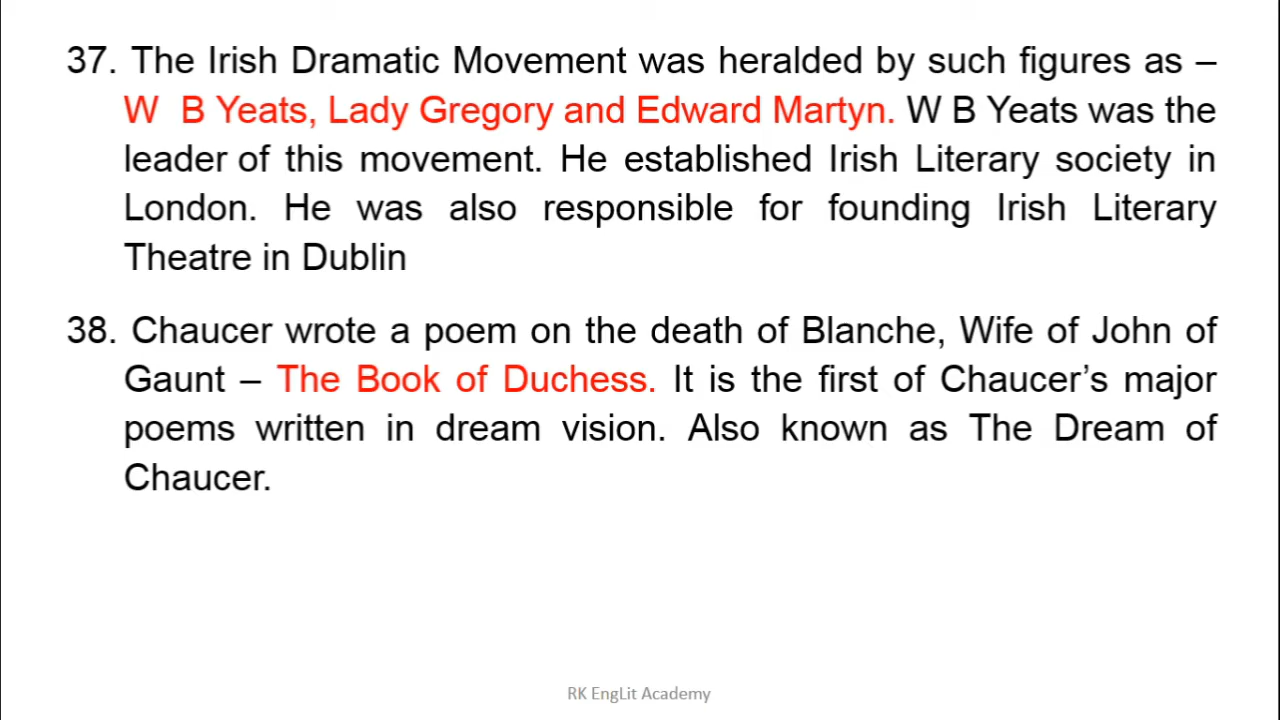 37. The Irish Dramatic Movement was heralded by such figures as –
W B Yeats, Lady Gregory and Edward Martyn. W B Yeats was the
leader of this movement. He established Irish Literary society in
London. He was also responsible for founding Irish Literary
Theatre in Dublin
38. Chaucer wrote a poem on the death of Blanche, Wife of John of
Gaunt – The Book of Duchess. It is the first of Chaucer’s major
poems written in dream vision. Also known as The Dream of
Chaucer.
RK EngLit Academy